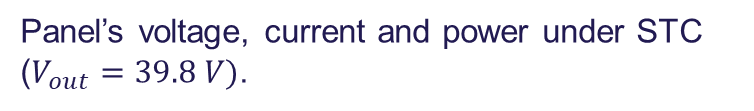 Panel's voltage, current and power under STC
(V_out = 39.8 V).